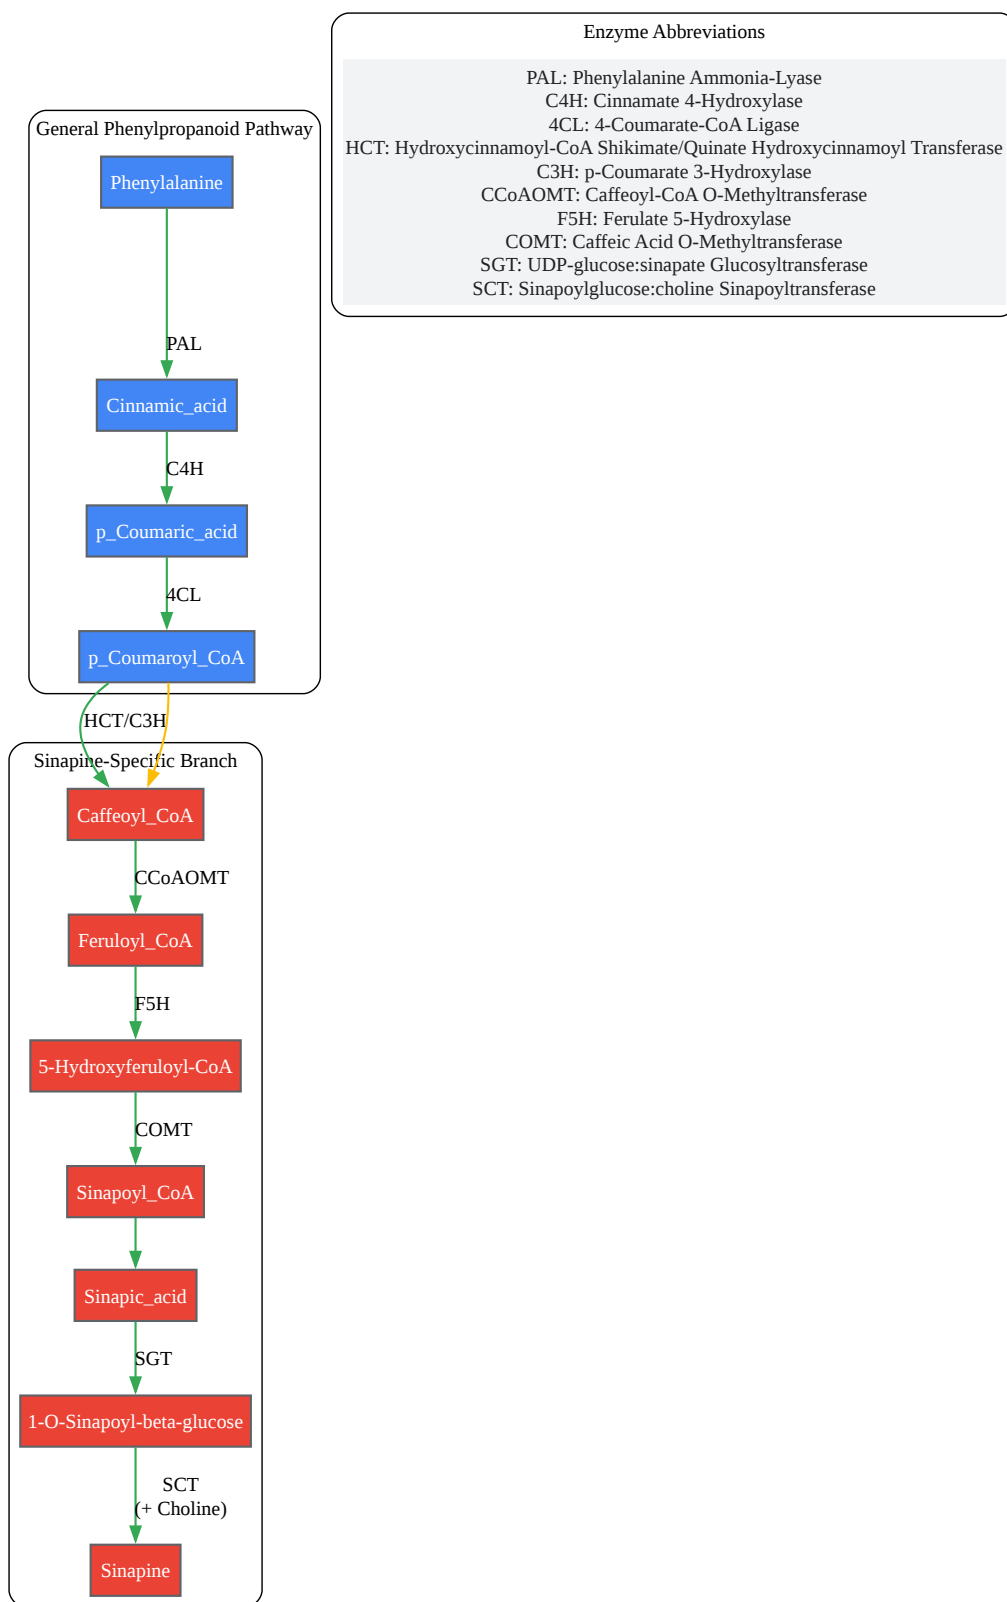 Enzyme Abbreviations
PAL: Phenylalanine Ammonia-Lyase
C4H: Cinnamate 4-Hydroxylase
4CL: 4-Coumarate-CoA Ligase
HCT: Hydroxycinnamoyl-CoA Shikimate/Quinate Hydroxycinnamoyl Transferase
C3H: p-Coumarate 3-Hydroxylase
CCoAOMT: Caffeoyl-CoA O-Methyltransferase
F5H: Ferulate 5-Hydroxylase
COMT: Caffeic Acid O-Methyltransferase
SGT: UDP-glucose:sinapate Glucosyltransferase
SCT: Sinapoylglucose:choline Sinapoyltransferase
General Phenylpropanoid Pathway
Phenylalanine
PAL
Cinnamic_acid
C4H
p_Coumaric_acid
4CL
p_Coumaroyl_CoA
HCT/C3H
Sinapine-Specific Branch
Caffeoyl_CoA
CCoAOMT
Feruloyl_CoA
F5H
5-Hydroxyferuloyl-CoA
COMT
Sinapoyl_CoA
Sinapic_acid
SGT
1-O-Sinapoyl-beta-glucose
SCT
(+ Choline)
Sinapine